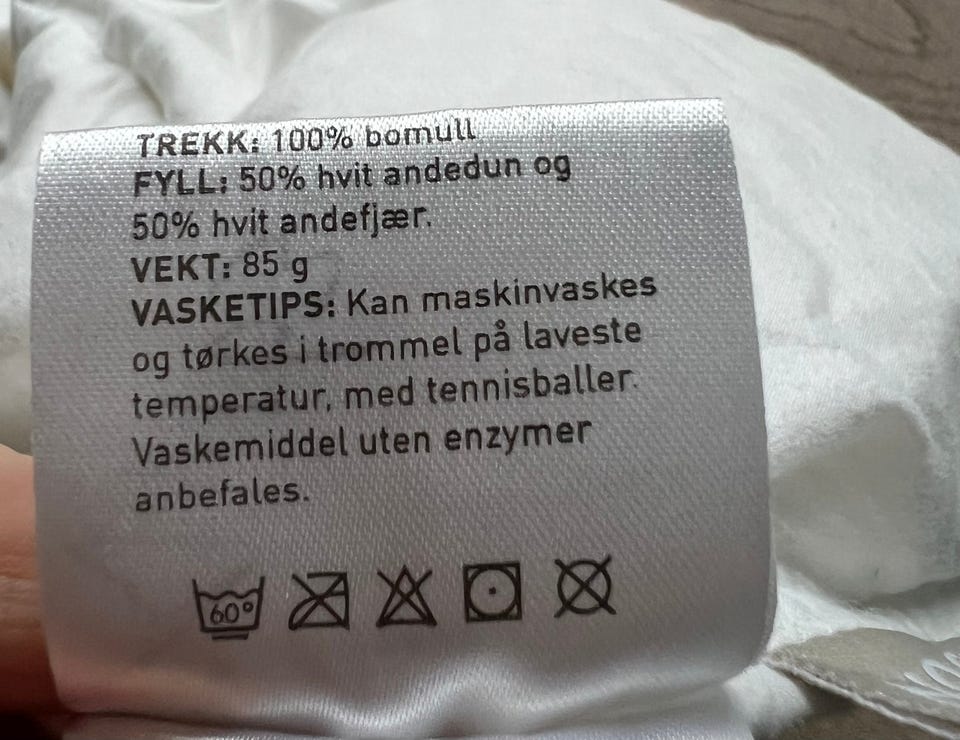 TREKK: 100% bomull
FYLL: 50% hvit andedun og
50% hvit andefjær.
VEKT: 85 g
VASKETIPS: Kan maskinvaskes
og tørkes i trommel på laveste
temperatur, med tennisballer.
Vaskemiddel uten enzymer
anbefales.
60°